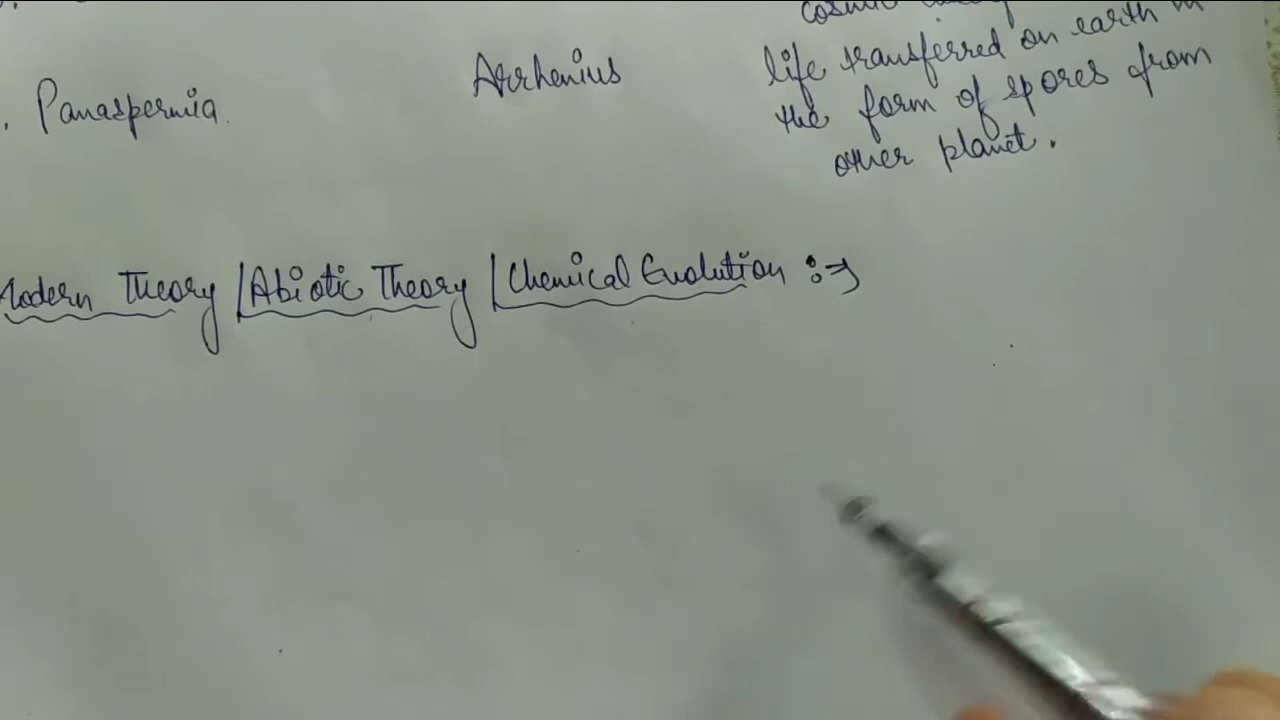 life transferred on earth in
Panaspermia. Arrhenius the form of spores from
other planet.
Modern Theory / Abiotic Theory / Chemical Evolution :→